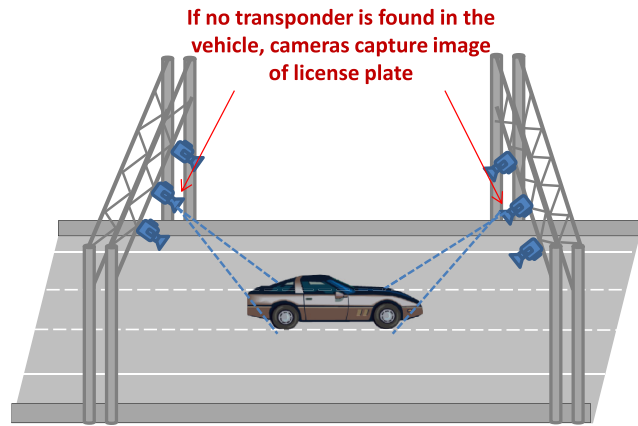 If no transponder is found in the
vehicle, cameras capture image
of license plate